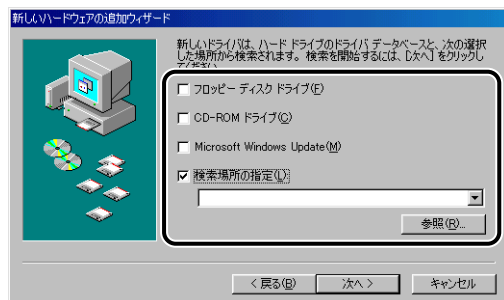 新しいハードウェアの追加ウィザード
新しいドライバは、ハード ドライブのドライバ データベースと、次の選択
した場所から検索されます。検索を開始するには、[次へ] をクリックし
てください。
フロッピー ディスク ドライブ(F)
CD-ROM ドライブ(C)
Microsoft Windows Update(M)
検索場所の指定(L):
参照(R)...
< 戻る(B)
次へ >
キャンセル